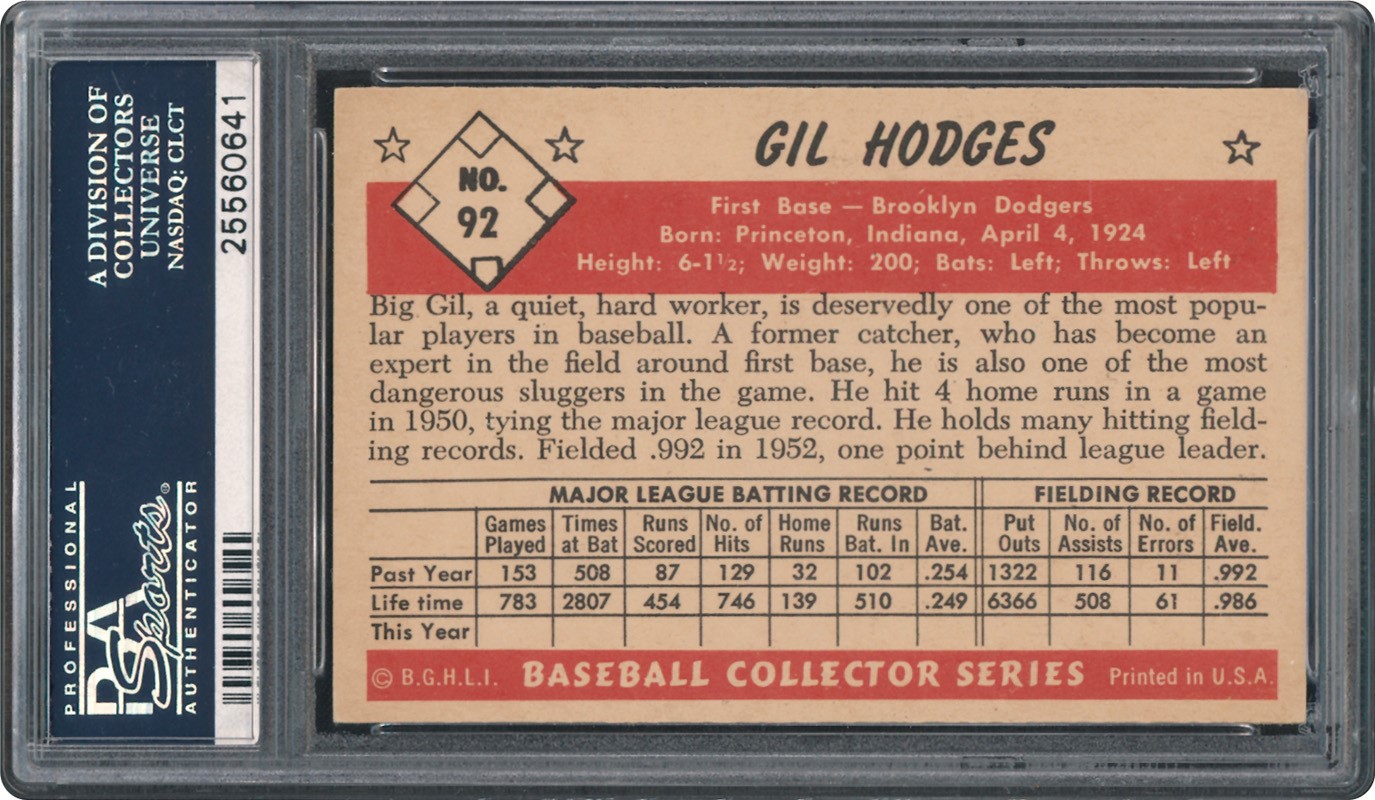 A DIVISION OF
COLLECTORS
UNIVERSE
NASDAQ: CLCT
25560641
PROFESSIONAL
PSA
Sports®
AUTHENTICATOR
NO.
92
GIL HODGES
First Base — Brooklyn Dodgers
Born: Princeton, Indiana, April 4, 1924
Height: 6-1½; Weight: 200; Bats: Left; Throws: Left
Big Gil, a quiet, hard worker, is deservedly one of the most popu-
lar players in baseball. A former catcher, who has become an
expert in the field around first base, he is also one of the most
dangerous sluggers in the game. He hit 4 home runs in a game
in 1950, tying the major league record. He holds many hitting field-
ing records. Fielded .992 in 1952, one point behind league leader.
MAJOR LEAGUE BATTING RECORD FIELDING RECORD
Games Times Runs No. of Home Runs Bat. Put No. of No. of Field.
Played at Bat Scored Hits Runs Bat. In Ave. Outs Assists Errors Ave.
Past Year 153 508 87 129 32 102 .254 1322 116 11 .992
Life time 783 2807 454 746 139 510 .249 6366 508 61 .986
This Year
© B.G.H.L.I. BASEBALL COLLECTOR SERIES Printed in U.S.A.